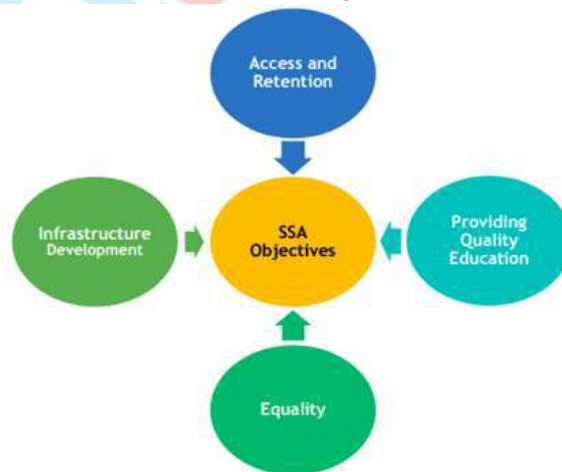 Access and
Retention
Infrastructure
Development
SSA
Objectives
Providing
Quality
Education
Equality